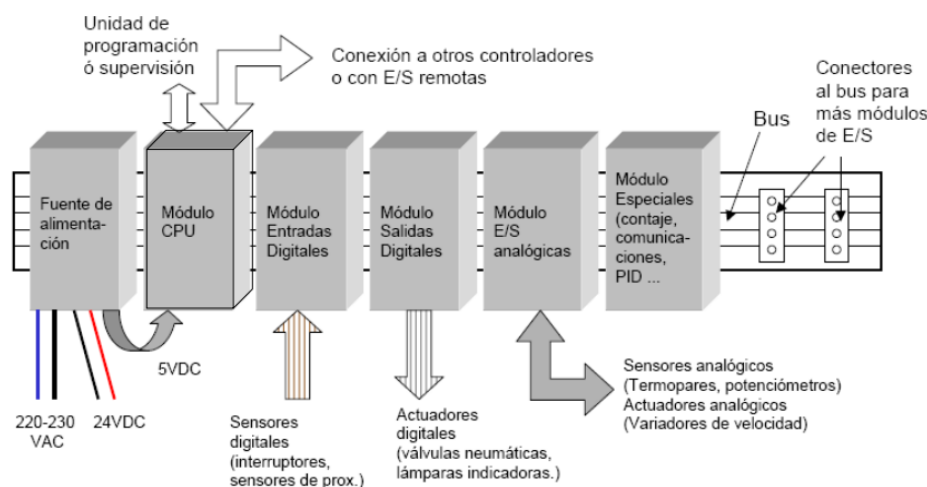 Unidad de
programación
ó supervisión
Conexión a otros controladores
o con E/S remotas
Conectores
al bus para
más módulos
de E/S
Bus
Fuente de
alimenta-
ción
Módulo
CPU
Módulo
Entradas
Digitales
Módulo
Salidas
Digitales
Módulo
E/S
analógicas
Módulo
Especiales
(contaje,
comunica-
ciones,
PID ...
5VDC
220-230
VAC
24VDC
Sensores
digitales
(interruptores,
sensores de prox.)
Actuadores
digitales
(válvulas neumáticas,
lámparas indicadoras.)
Sensores analógicos
(Termopares, potenciómetros)
Actuadores analógicos
(Variadores de velocidad)